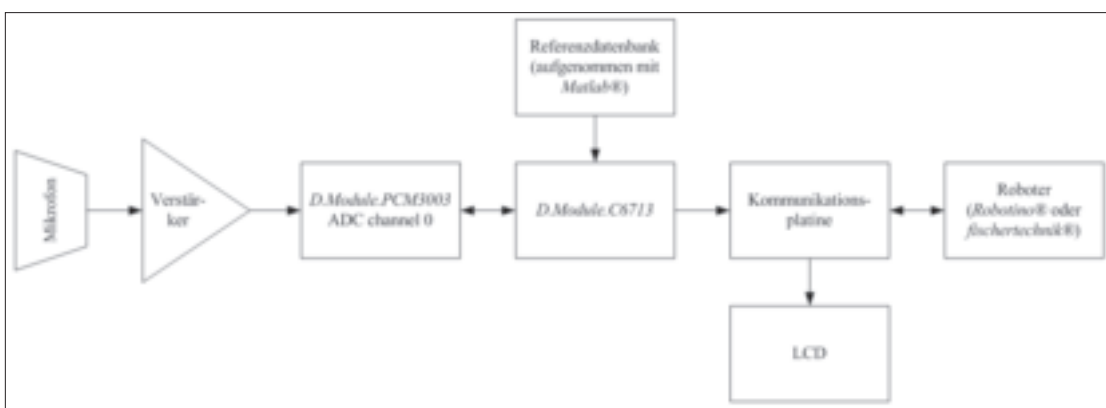 Referenzdatenbank
(aufgenommen mit
Matlab®)
Mikrofon
Verstär-
ker
D.Module.PCM3003
ADC channel 0
D.Module.C6713
Kommunikations-
platine
Roboter
(Robotino® oder
fischertechnik®)
LCD